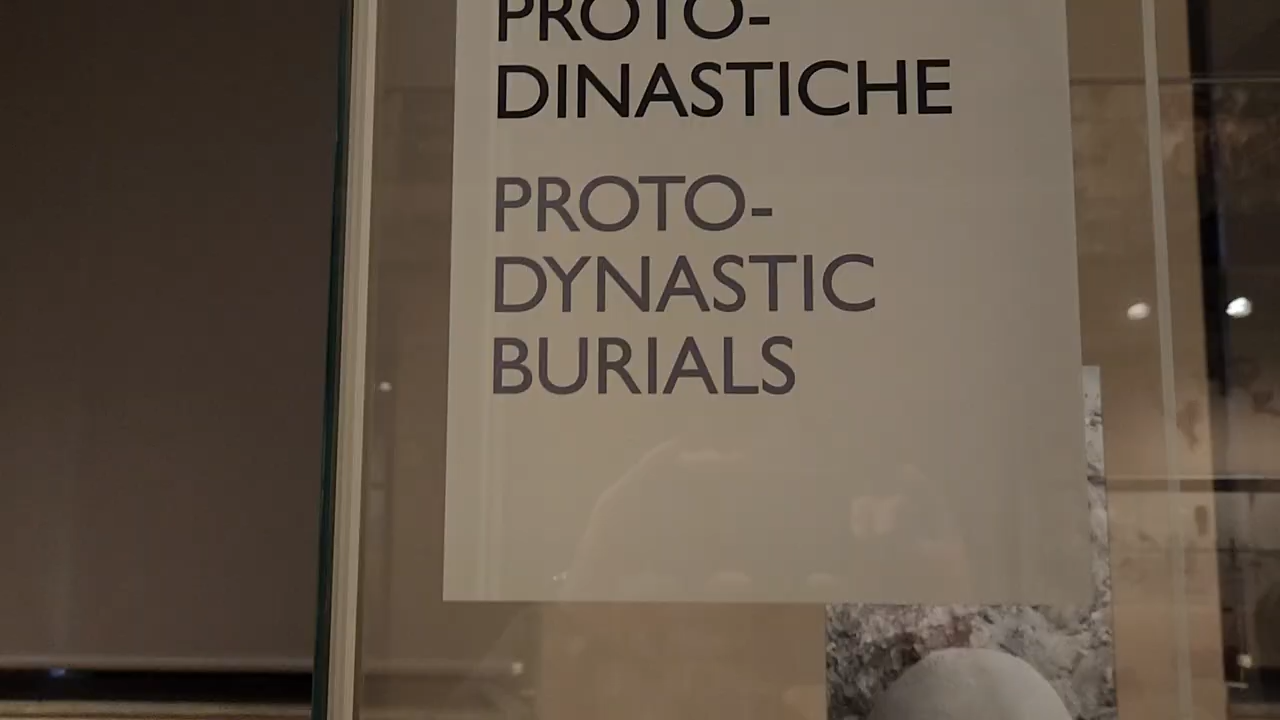 PROTO-
DINASTICHE
PROTO-
DYNASTIC
BURIALS